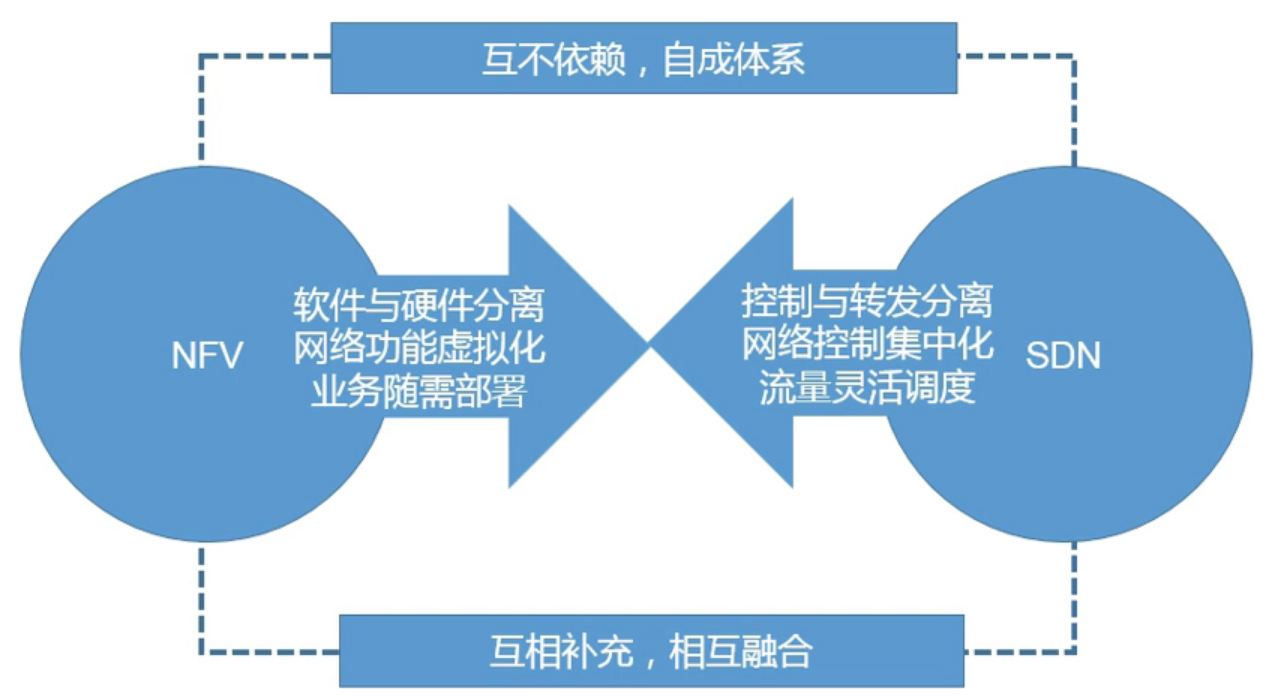 互不依赖，自成体系
NFV
软件与硬件分离
网络功能虚拟化
业务随需部署
控制与转发分离
网络控制集中化
流量灵活调度
SDN
互相补充，相互融合